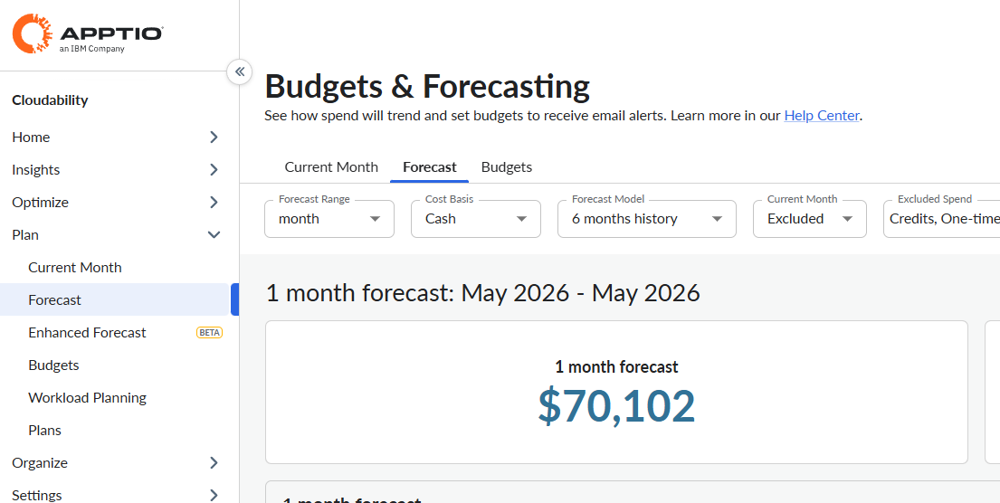 APPTIO
an IBM Company
Cloudability
Home
Insights
Optimize
Plan
Current Month
Forecast
Enhanced Forecast BETA
Budgets
Workload Planning
Plans
Organize
Settings
Budgets & Forecasting
See how spend will trend and set budgets to receive email alerts. Learn more in our Help Center.
Current Month Forecast Budgets
Forecast Range Cost Basis Forecast Model Current Month Excluded Spend
month Cash 6 months history Excluded Credits, One-time
1 month forecast: May 2026 - May 2026
1 month forecast
$70,102
1 month forecast